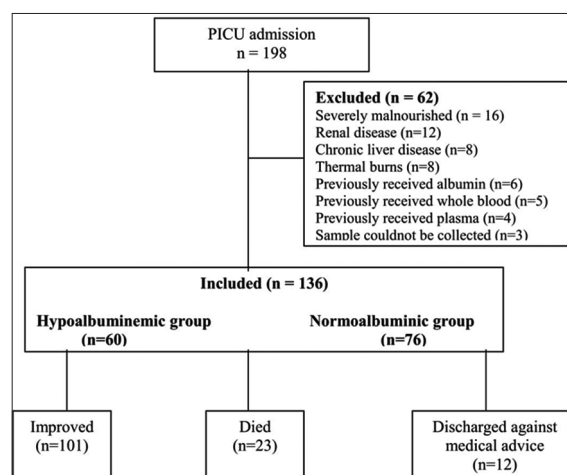 PICU admission
n = 198
Excluded (n = 62)
Severely malnourished (n = 16)
Renal disease (n=12)
Chronic liver disease (n=8)
Thermal burns (n=8)
Previously received albumin (n=6)
Previously received whole blood (n=5)
Previously received plasma (n=4)
Sample couldnot be collected (n=3)
Included (n = 136)
Hypoalbuminemic group Normoalbuminic group
(n=60) (n=76)
Improved
(n=101)
Died
(n=23)
Discharged against
medical advice
(n=12)